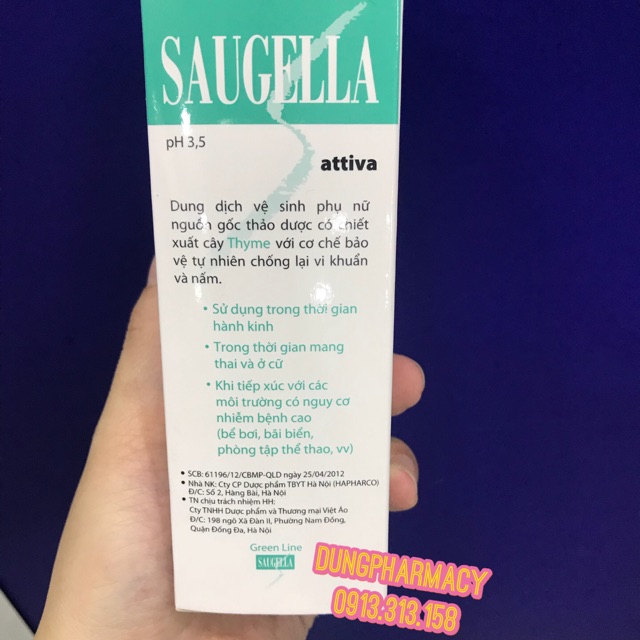 SAUGELLA
pH 3,5
attiva
Dung dịch vệ sinh phụ nữ
nguồn gốc thảo dược có chiết
xuất cây Thyme với cơ chế bảo
vệ tự nhiên chống lại vi khuẩn
và nấm.
• Sử dụng trong thời gian
hành kinh
• Trong thời gian mang
thai và ở cữ
• Khi tiếp xúc với các
môi trường có nguy cơ
nhiễm bệnh cao
(bể bơi, bãi biển,
phòng tập thể thao, vv)
• SCB: 61196/12/CBMP-QLD ngày 25/04/2012
• Nhà NK: Cty CP Dược phẩm TBYT Hà Nội (HAPHARCO)
Đ/C: Số 2, Hàng Bài, Hà Nội
• TN chịu trách nhiệm HH:
Cty TNHH Dược phẩm và Thương mại Việt Áo
Đ/C: 198 ngõ Xã Đàn II, Phường Nam Đồng,
Quận Đống Đa, Hà Nội
Green Line
SAUGELLA
DUNGPHARMACY
0913.313.158